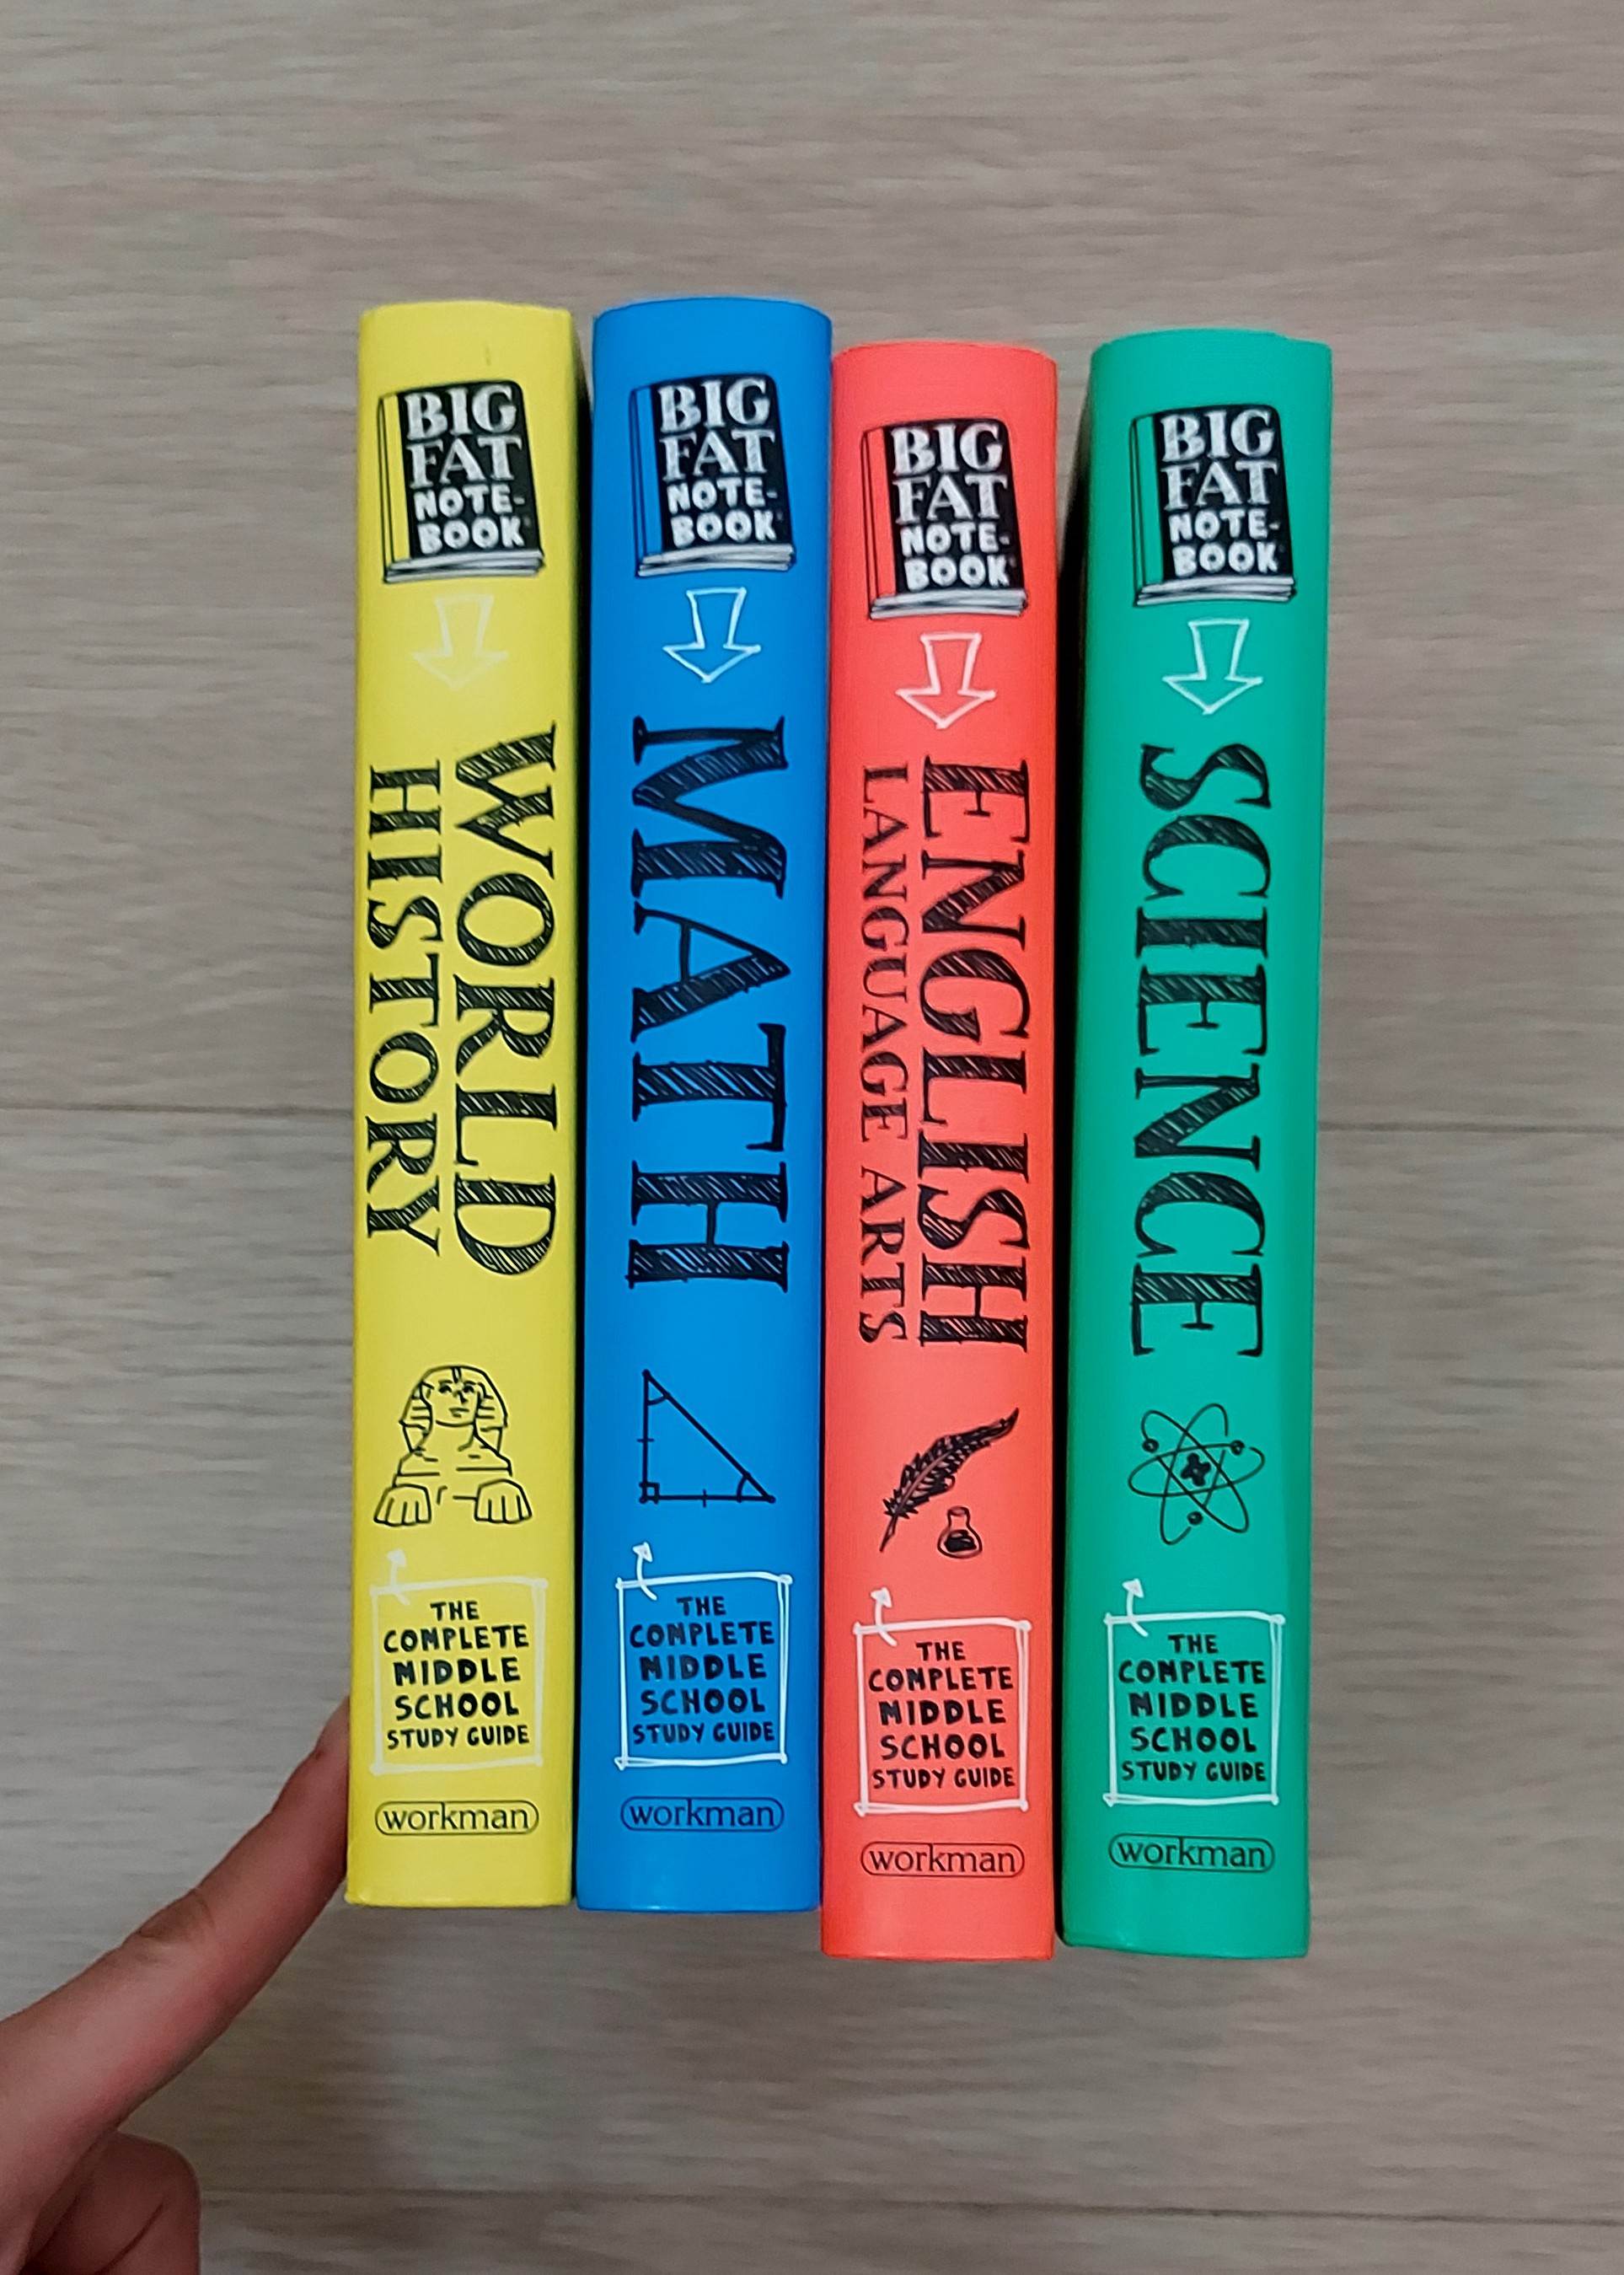 BIG
FAT
NOTE-
BOOK
WORLD
HISTORY
THE
COMPLETE
MIDDLE
SCHOOL
STUDY GUIDE
workman
BIG
FAT
NOTE-
BOOK
MATH
THE
COMPLETE
MIDDLE
SCHOOL
STUDY GUIDE
workman
BIG
FAT
NOTE-
BOOK
ENGLISH
LANGUAGE ARTS
THE
COMPLETE
MIDDLE
SCHOOL
STUDY GUIDE
workman
BIG
FAT
NOTE-
BOOK
SCIENCE
THE
COMPLETE
MIDDLE
SCHOOL
STUDY GUIDE
workman